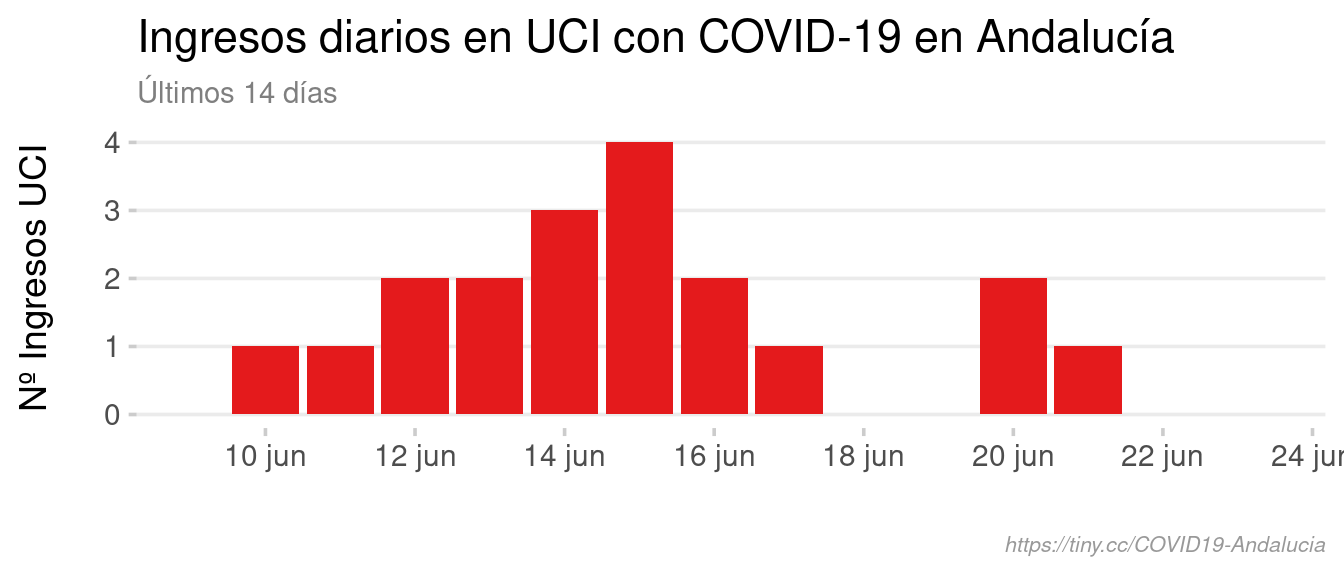 Ingresos diarios en UCI con COVID-19 en Andalucía
Últimos 14 días
Nº Ingresos UCI
4
3
2
1
0
10 jun
12 jun
14 jun
16 jun
18 jun
20 jun
22 jun
24 jun
https://tiny.cc/COVID19-Andalucia